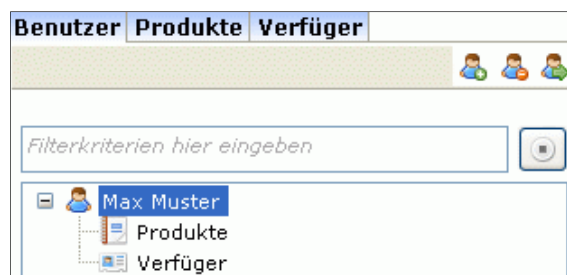 Benutzer Produkte Verfüger
Filterkriterien hier eingeben
Max Muster
Produkte
Verfüger